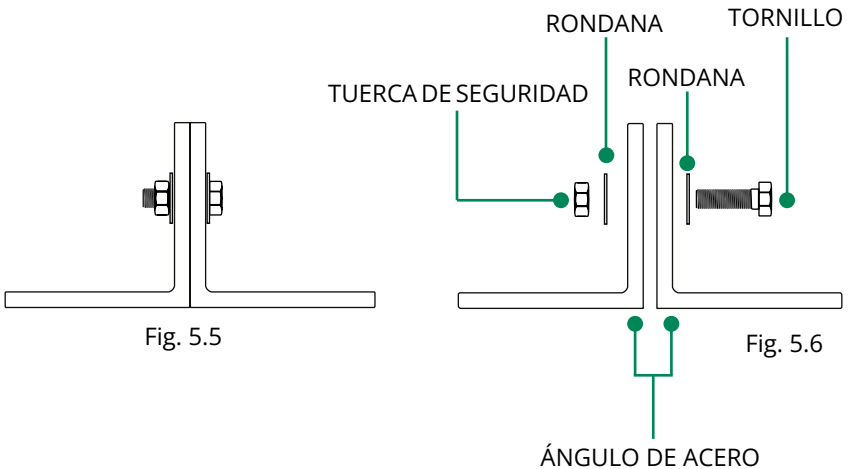 RONDANA
TORNILLO
RONDANA
TUERCA DE SEGURIDAD
Fig. 5.5
Fig. 5.6
ÁNGULO DE ACERO